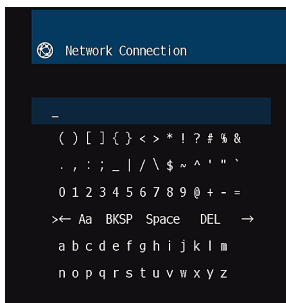 Network Connection
_
( ) [ ] { } < > * ! ? # % &
. , : ; _ | / \ $ ~ ^ ' " `
0 1 2 3 4 5 6 7 8 9 @ + - =
>← Aa BKSP Space DEL →
a b c d e f g h i j k l m
n o p q r s t u v w x y z